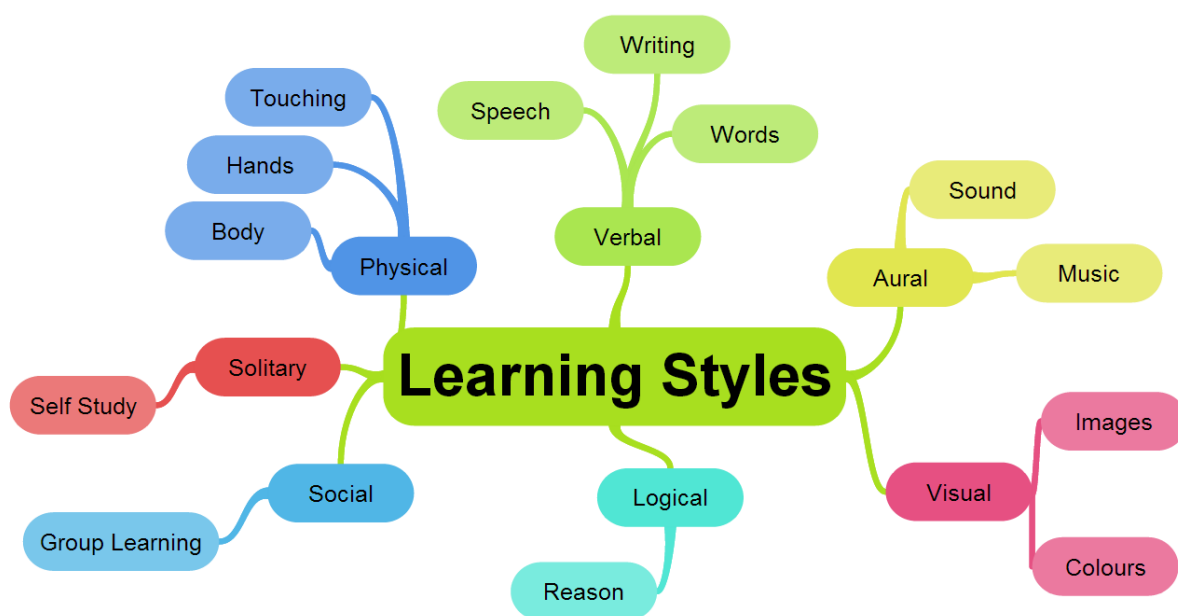 Writing
Touching
Speech
Words
Hands
Sound
Body
Verbal
Physical
Aural
Music
Solitary
Learning Styles
Self Study
Images
Social
Logical
Visual
Group Learning
Reason
Colours